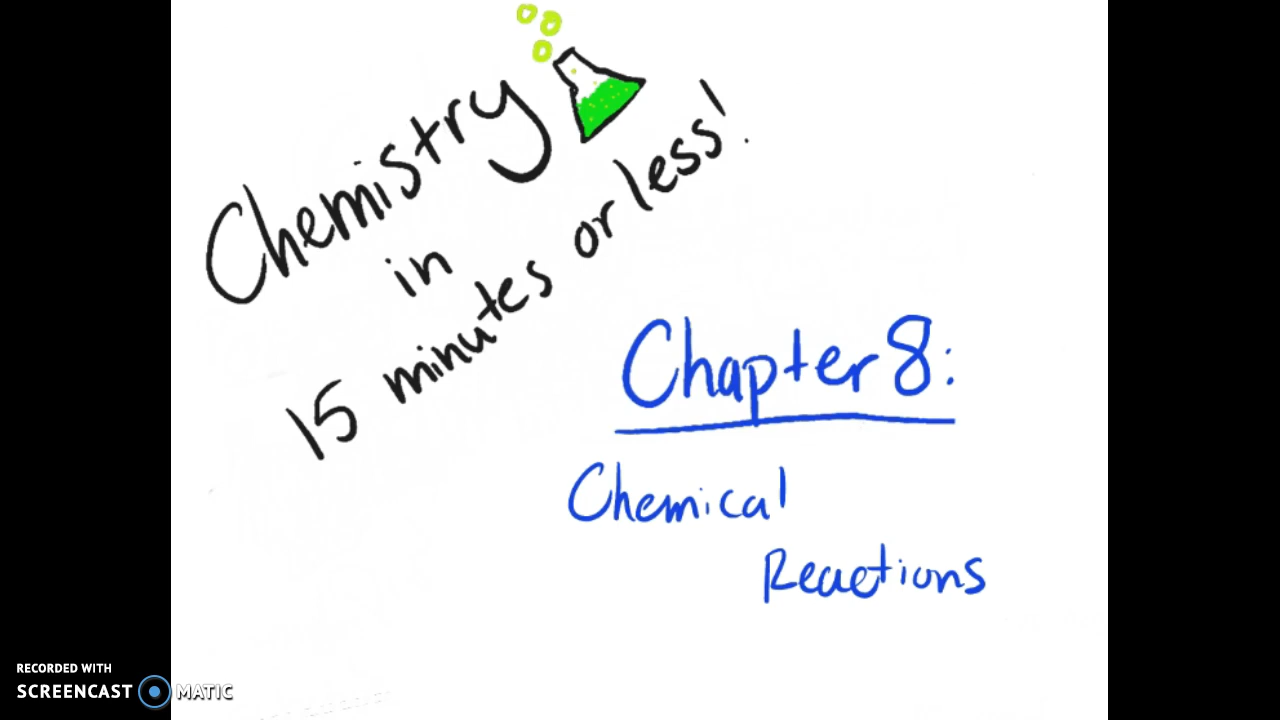 Chemistry
in
15 minutes or less!
Chapter 8:
Chemical
Reactions
RECORDED WITH
SCREENCAST MATIC